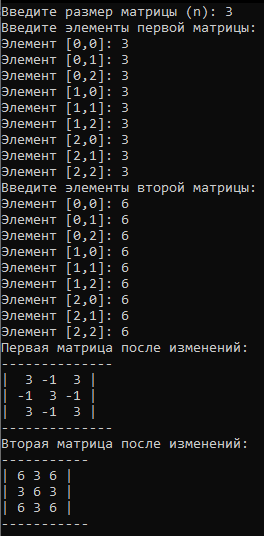 Введите размер матрицы (n): 3
Введите элементы первой матрицы:
Элемент [0,0]: 3
Элемент [0,1]: 3
Элемент [0,2]: 3
Элемент [1,0]: 3
Элемент [1,1]: 3
Элемент [1,2]: 3
Элемент [2,0]: 3
Элемент [2,1]: 3
Элемент [2,2]: 3
Введите элементы второй матрицы:
Элемент [0,0]: 6
Элемент [0,1]: 6
Элемент [0,2]: 6
Элемент [1,0]: 6
Элемент [1,1]: 6
Элемент [1,2]: 6
Элемент [2,0]: 6
Элемент [2,1]: 6
Элемент [2,2]: 6
Первая матрица после изменений:
--------------
|  3 -1  3 |
| -1  3 -1 |
|  3 -1  3 |
--------------
Вторая матрица после изменений:
-----------
| 6 3 6 |
| 3 6 3 |
| 6 3 6 |
-----------